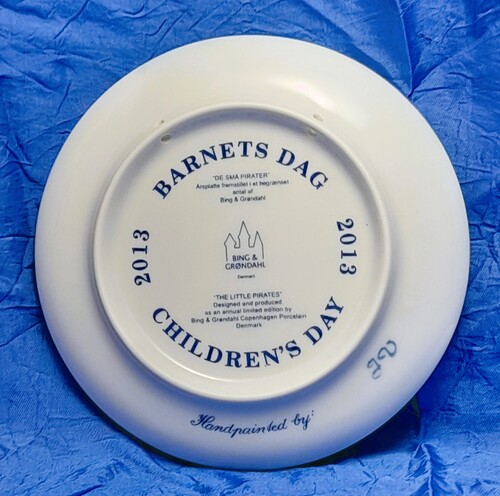 BARNETS DAG
"DE SMÅ PIRATER"
Årsplatte fremstillet i et begrænset
antal af
Bing & Grøndahl
2013
2013
BING &
GRØNDAHL
Denmark
"THE LITTLE PIRATES"
Designed and produced
as an annual limited edition by
Bing & Grøndahl Copenhagen Porcelain
Denmark
CHILDREN'S DAY
Handpainted by: